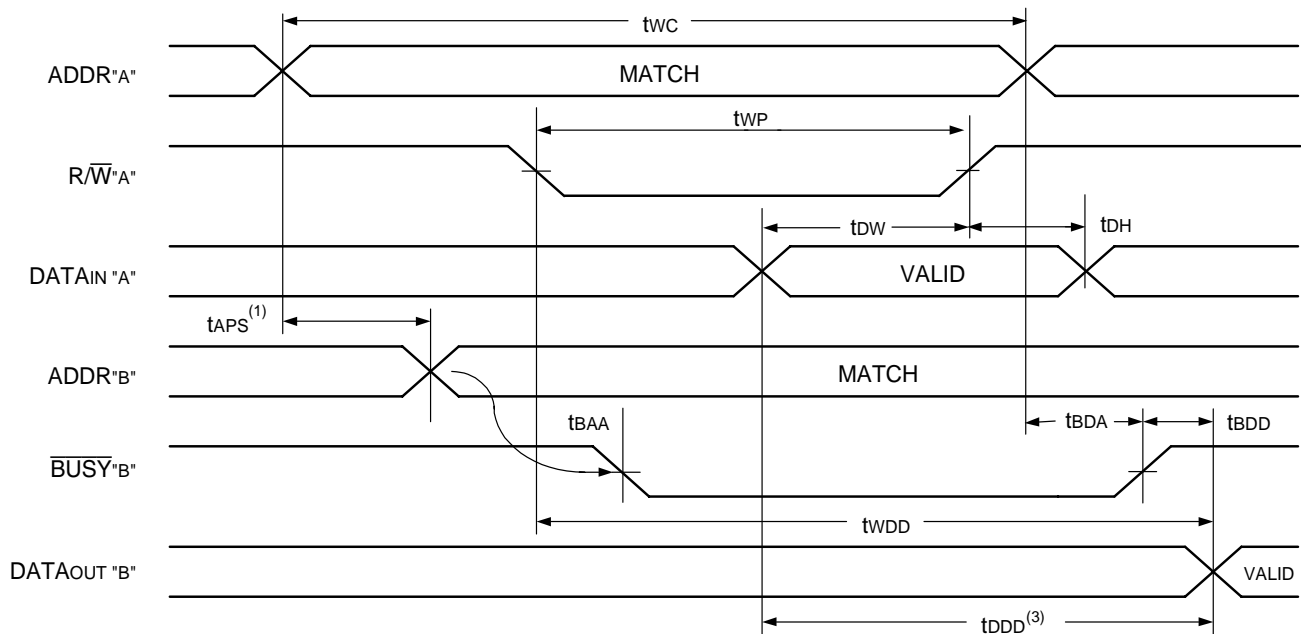 tWC
ADDR"A"
MATCH
tWP
R/W"A"
tDW
tDH
DATAIN "A"
VALID
tAPS(1)
ADDR"B"
MATCH
tBAA
tBDA
tBDD
BUSY"B"
tWDD
DATAOUT "B"
VALID
tDDD(3)